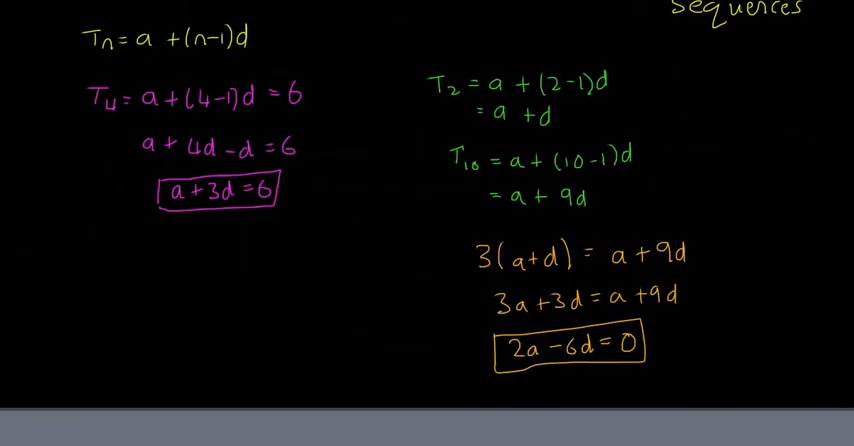 Sequences
Tn = a + (n-1)d
T4 = a + (4-1)d = 6
a + 4d - d = 6
a + 3d = 6
T2 = a + (2-1)d
= a + d
T10 = a + (10-1)d
= a + 9d
3(a+d) = a + 9d
3a + 3d = a + 9d
2a - 6d = 0